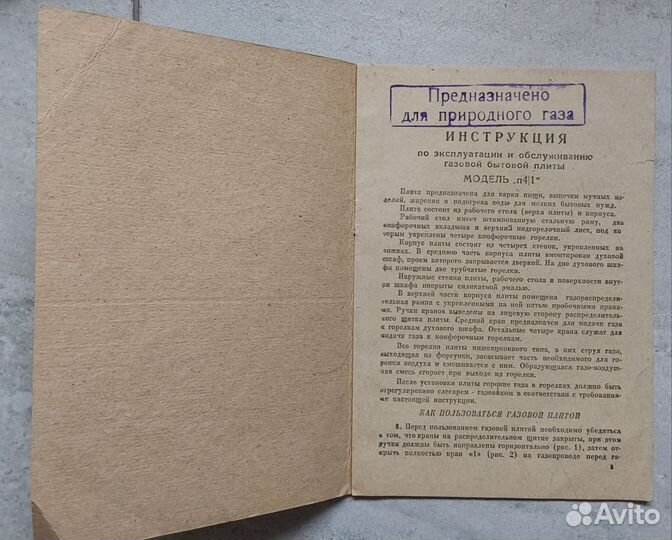 Предназначено
для природного газа
ИНСТРУКЦИЯ
по эксплуатации и обслуживанию
газовой бытовой плиты
МОДЕЛЬ „п4|1“
Плита предназначена для варки пищи, выпечки мучных из-
делий, жарения и подогрева воды для мелких бытовых нужд.
Плита состоит из рабочего стола (верха плиты) и корпуса.
Рабочий стол имеет штампованную стальную раму, два
конфорочных вкладыша и верхний подгорелочный лист, под ко-
торым укреплены четыре конфорочные горелки.
Корпус плиты состоит из четырех стенок, укрепленных на
ножках. В среднюю часть корпуса плиты вмонтирован духовой
шкаф, проем которого закрывается дверкой. На дне духового шка-
фа помещены две трубчатые горелки.
Наружные стенки плиты, рабочего стола и поверхности внут-
ри шкафа покрыты силикатной эмалью.
В верхней части корпуса плиты помещена газораспредели-
тельная рампа с укрепленными на ней пятью пробочными крана-
ми. Ручки кранов выведены на лицевую сторону распределитель-
ного щитка плиты. Средний кран предназначен для подачи газа
к горелкам духового шкафа. Остальные четыре крана служат для
подачи газа к конфорочным горелкам.
Все горелки плиты инжекционного типа, в них струя газа,
выходящая из форсунки, засасывает часть необходимого для го-
рения воздуха и смешивается с ним. Образующаяся газо-воздуш-
ная смесь сгорает при выходе из горелки.
После установки плиты горение газа в горелках должно быть
отрегулировано слесарем - газовиком в соответствии с требования-
ми настоящей инструкции.
КАК ПОЛЬЗОВАТЬСЯ ГАЗОВОЙ ПЛИТОЙ
1. Перед пользованием газовой плитой необходимо убедиться
в том, что краны на распределительном щитке закрыты, при этом
ручки должны быть направлены горизонтально (рис. 1), затем от-
крыть полностью кран «1» (рис. 2) на газопроводе перед га-
Avito